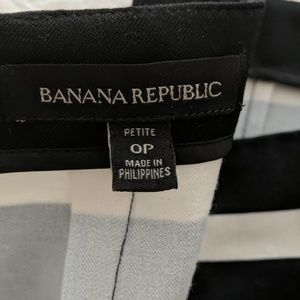 BANANA REPUBLIC
PETITE
0P
MADE IN
PHILIPPINES